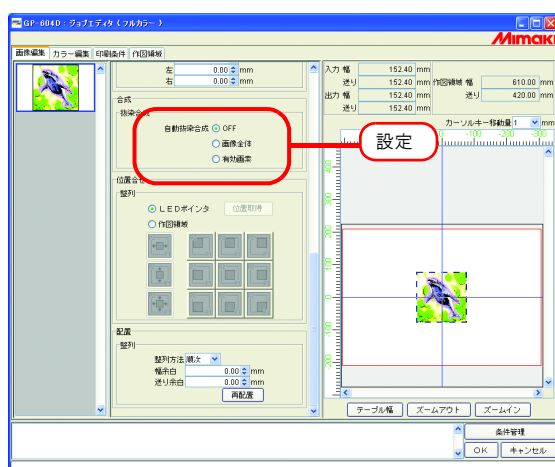 GP-604D : ジョブエディタ ( フルカラー )
Mimaki
画像編集 カラー編集 印刷条件 作図領域
左 0.00 mm
右 0.00 mm
合成
抜染合成
自動抜染合成 OFF
画像全体
有効画素
設定
位置合せ
整列
LEDポインタ 位置取得
作図領域
配置
整列
整列方法 順次
幅余白 0.00 mm
送り余白 0.00 mm
再配置
入力 幅 152.40 mm
送り 152.40 mm 作図領域 幅 610.00 mm
出力 幅 152.40 mm 送り 420.00 mm
送り 152.40 mm
カーソルキー移動量 1 mm
0 -100 -200 -300
テーブル幅 ズームアウト ズームイン
条件管理
OK キャンセル